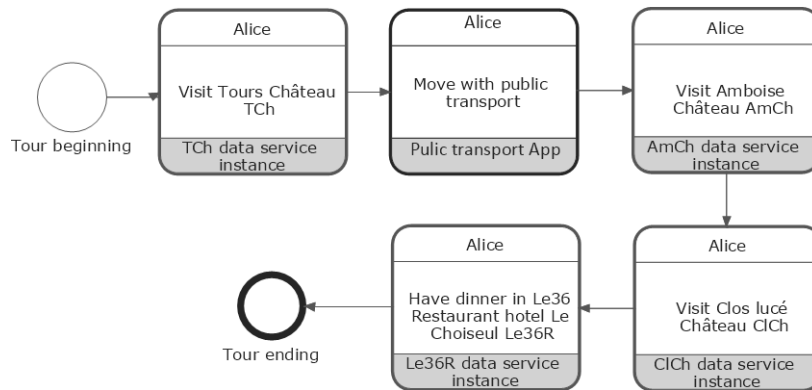 Alice
Visit Tours Château
TCh
TCh data service
instance
Tour beginning
Alice
Move with public
transport
Pulic transport App
Alice
Visit Amboise
Château AmCh
AmCh data service
instance
Alice
Visit Clos lucé
Château ClCh
ClCh data service
instance
Alice
Have dinner in Le36
Restaurant hotel Le
Choiseul Le36R
Le36R data service
instance
Tour ending